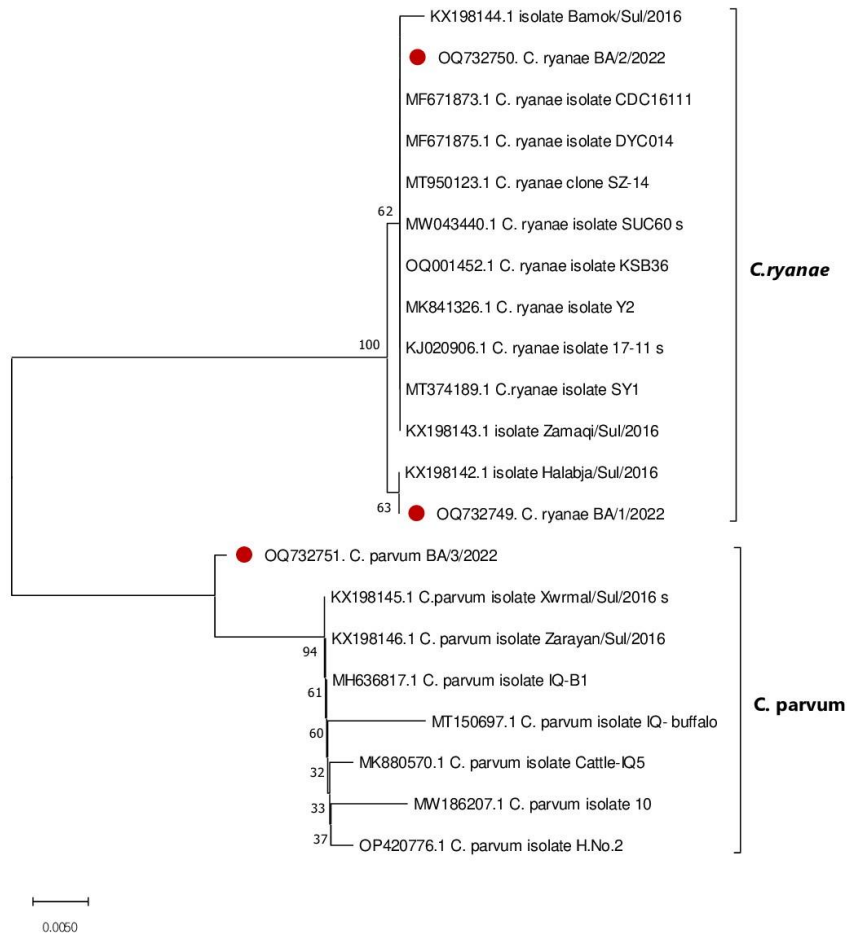 KX198144.1 isolate Bamok/Sul/2016
OQ732750. C. ryanae BA/2/2022
MF671873.1 C. ryanae isolate CDC16111
MF671875.1 C. ryanae isolate DYC014
MT950123.1 C. ryanae clone SZ-14
62
MW043440.1 C. ryanae isolate SUC60 s
OQ001452.1 C. ryanae isolate KSB36
C.ryanae
MK841326.1 C. ryanae isolate Y2
100
KJ020906.1 C. ryanae isolate 17-11 s
MT374189.1 C.ryanae isolate SY1
KX198143.1 isolate Zamaqi/Sul/2016
KX198142.1 isolate Halabja/Sul/2016
63
OQ732749. C. ryanae BA/1/2022
OQ732751. C. parvum BA/3/2022
KX198145.1 C.parvum isolate Xwrmal/Sul/2016 s
KX198146.1 C. parvum isolate Zarayan/Sul/2016
94
MH636817.1 C. parvum isolate IQ-B1
61
C. parvum
MT150697.1 C. parvum isolate IQ- buffalo
60
MK880570.1 C. parvum isolate Cattle-IQ5
32
MW186207.1 C. parvum isolate 10
33
37
OP420776.1 C. parvum isolate H.No.2
0.0050